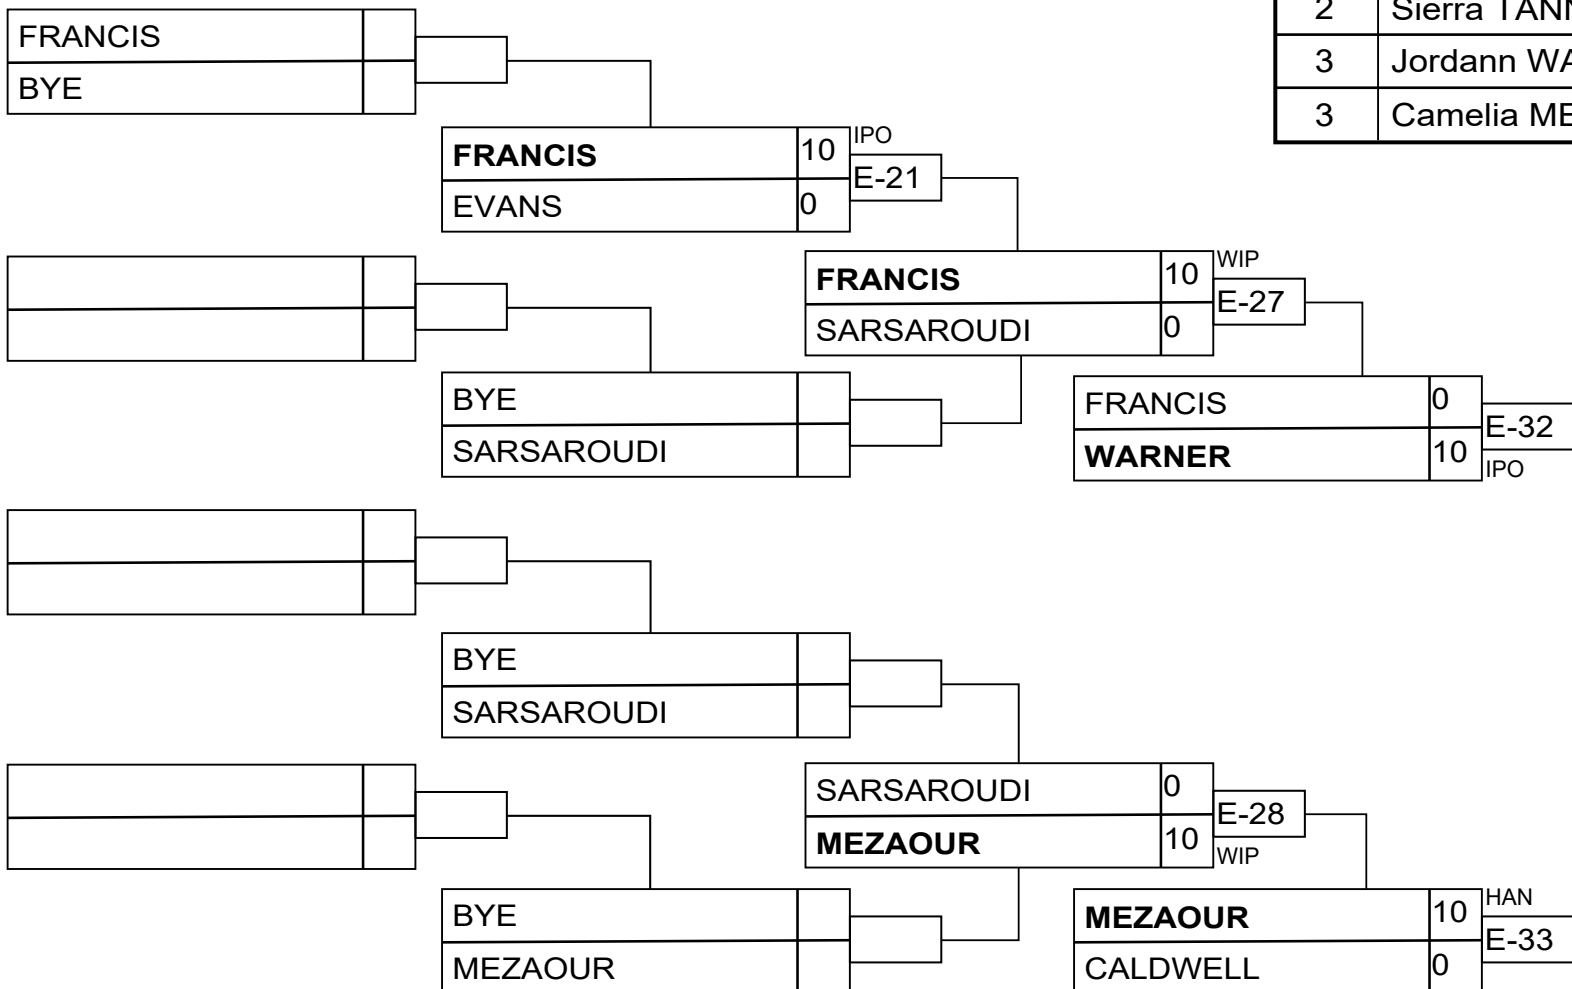 2
3 Jordann
3 Camelia
Sierra
FRANCIS
BYE
FRANCIS 10 IPO
E-21
EVANS 0
FRANCIS 10 WIP
E-27
SARSAROUDI 0
BYE
SARSAROUDI
FRANCIS 0
E-32
WARNER 10 IPO
BYE
SARSAROUDI
SARSAROUDI 0
E-28
MEZAOUR 10 WIP
BYE
MEZAOUR
MEZAOUR 10 HAN
E-33
CALDWELL 0